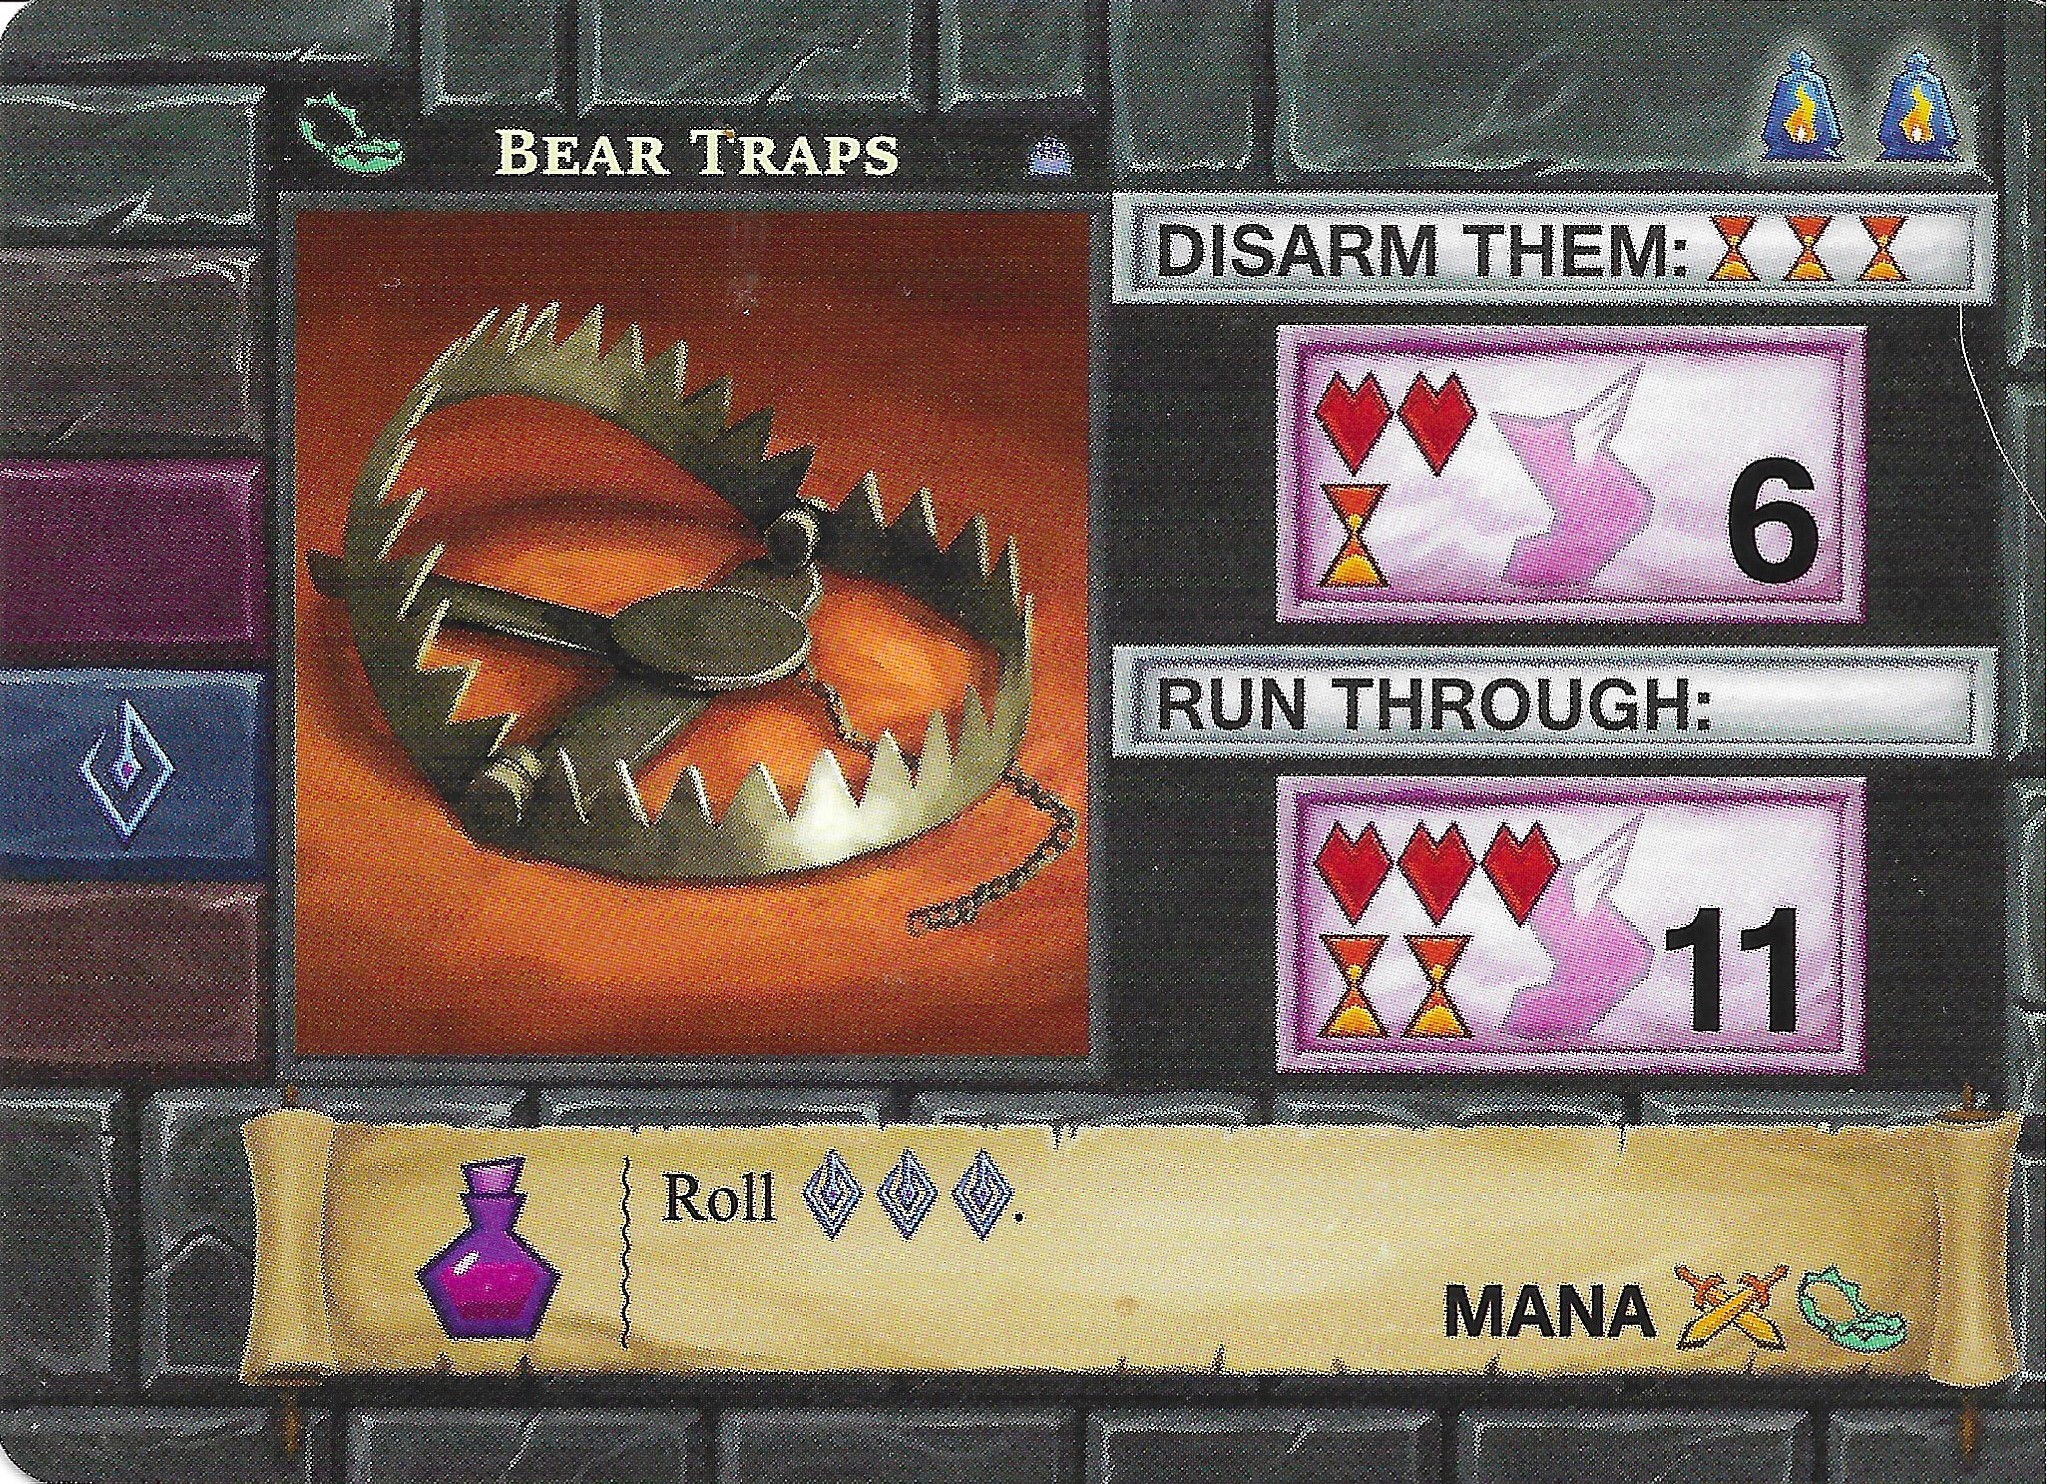 BEAR TRAPS
DISARM THEM:
6
RUN THROUGH:
11
Roll .
MANA